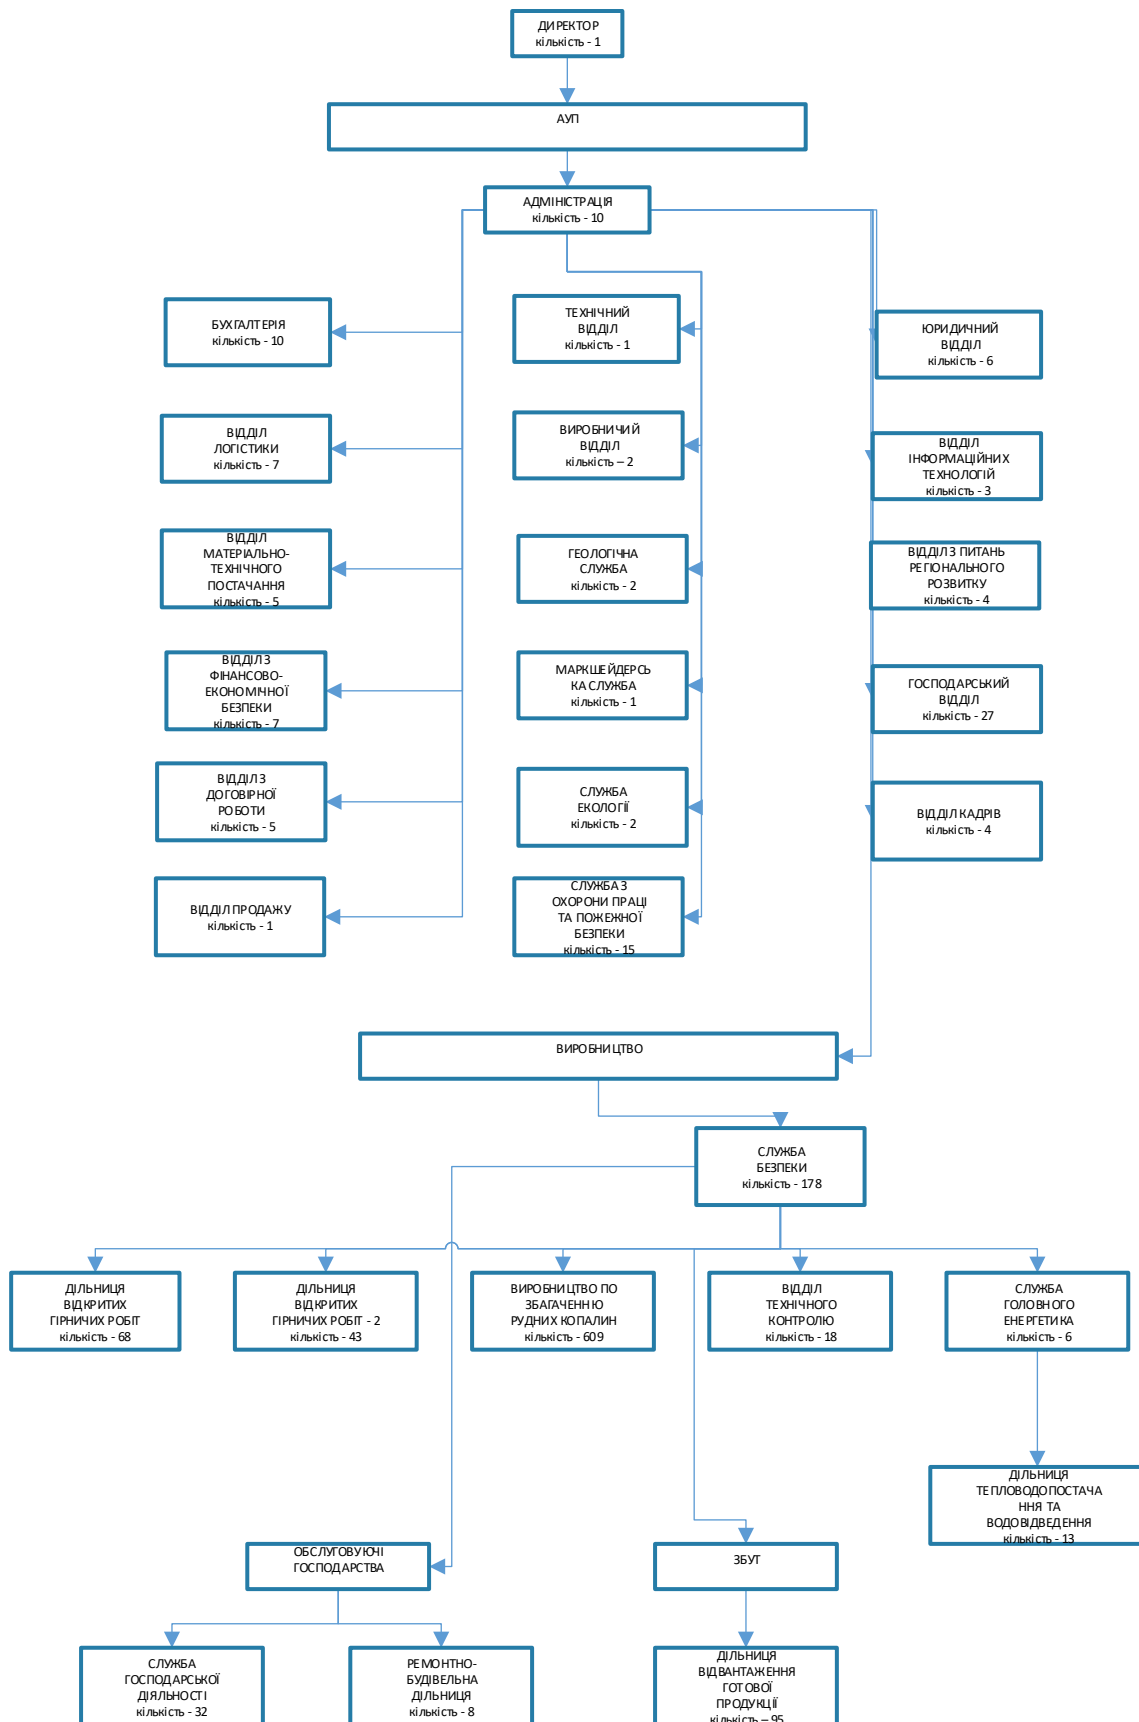 ДИРЕКТОР
кількість - 1
АУП
АДМІНІСТРАЦІЯ
кількість - 10
БУХГАЛТЕРІЯ
кількість - 10
ТЕХНІЧНИЙ
ВІДДІЛ
кількість - 1
ЮРИДИЧНИЙ
ВІДДІЛ
кількість - 6
ВІДДІЛ
ЛОГІСТИКИ
кількість - 7
ВИРОБНИЧИЙ
ВІДДІЛ
кількість – 2
ВІДДІЛ
ІНФОРМАЦІЙНИХ
ТЕХНОЛОГІЙ
кількість - 3
ВІДДІЛ
МАТЕРІАЛЬНО-
ТЕХНІЧНОГО
ПОСТАЧАННЯ
кількість - 5
ГЕОЛОГІЧНА
СЛУЖБА
кількість - 2
ВІДДІЛ З ПИТАНЬ
РЕГІОНАЛЬНОГО
РОЗВИТКУ
кількість - 4
ВІДДІЛ З
ФІНАНСОВО-
ЕКОНОМІЧНОЇ
БЕЗПЕКИ
кількість - 7
МАРКШЕЙДЕРСЬ
КА СЛУЖБА
кількість - 1
ГОСПОДАРСЬКИЙ
ВІДДІЛ
кількість - 27
ВІДДІЛ З
ДОГОВІРНОЇ
РОБОТИ
кількість - 5
СЛУЖБА
ЕКОЛОГІЇ
кількість - 2
ВІДДІЛ КАДРІВ
кількість - 4
ВІДДІЛ ПРОДАЖУ
кількість - 1
СЛУЖБА З
ОХОРОНИ ПРАЦІ
ТА ПОЖЕЖНОЇ
БЕЗПЕКИ
кількість - 15
ВИРОБНИЦТВО
СЛУЖБА
БЕЗПЕКИ
кількість - 178
ДІЛЬНИЦЯ
ВІДКРИТИХ
ГІРНИЧИХ РОБІТ
кількість - 68
ДІЛЬНИЦЯ
ВІДКРИТИХ
ГІРНИЧИХ РОБІТ - 2
кількість - 43
ВИРОБНИЦТВО ПО
ЗБАГАЧЕННЮ
РУДНИХ КОПАЛИН
кількість - 609
ВІДДІЛ
ТЕХНІЧНОГО
КОНТРОЛЮ
кількість - 18
СЛУЖБА
ГОЛОВНОГО
ЕНЕРГЕТИКА
кількість - 6
ДІЛЬНИЦЯ
ТЕПЛОВОДОПОСТАЧА
ННЯ ТА
ВОДОВІДВЕДЕННЯ
кількість - 13
ОБСЛУГОВУЮЧІ
ГОСПОДАРСТВА
ЗБУТ
СЛУЖБА
ГОСПОДАРСЬКОЇ
ДІЯЛЬНОСТІ
кількість - 32
РЕМОНТНО-
БУДІВЕЛЬНА
ДІЛЬНИЦЯ
кількість - 8
ДІЛЬНИЦЯ
ВІДВАНТАЖЕННЯ
ГОТОВОЇ
ПРОДУКЦІЇ
кількість – 95